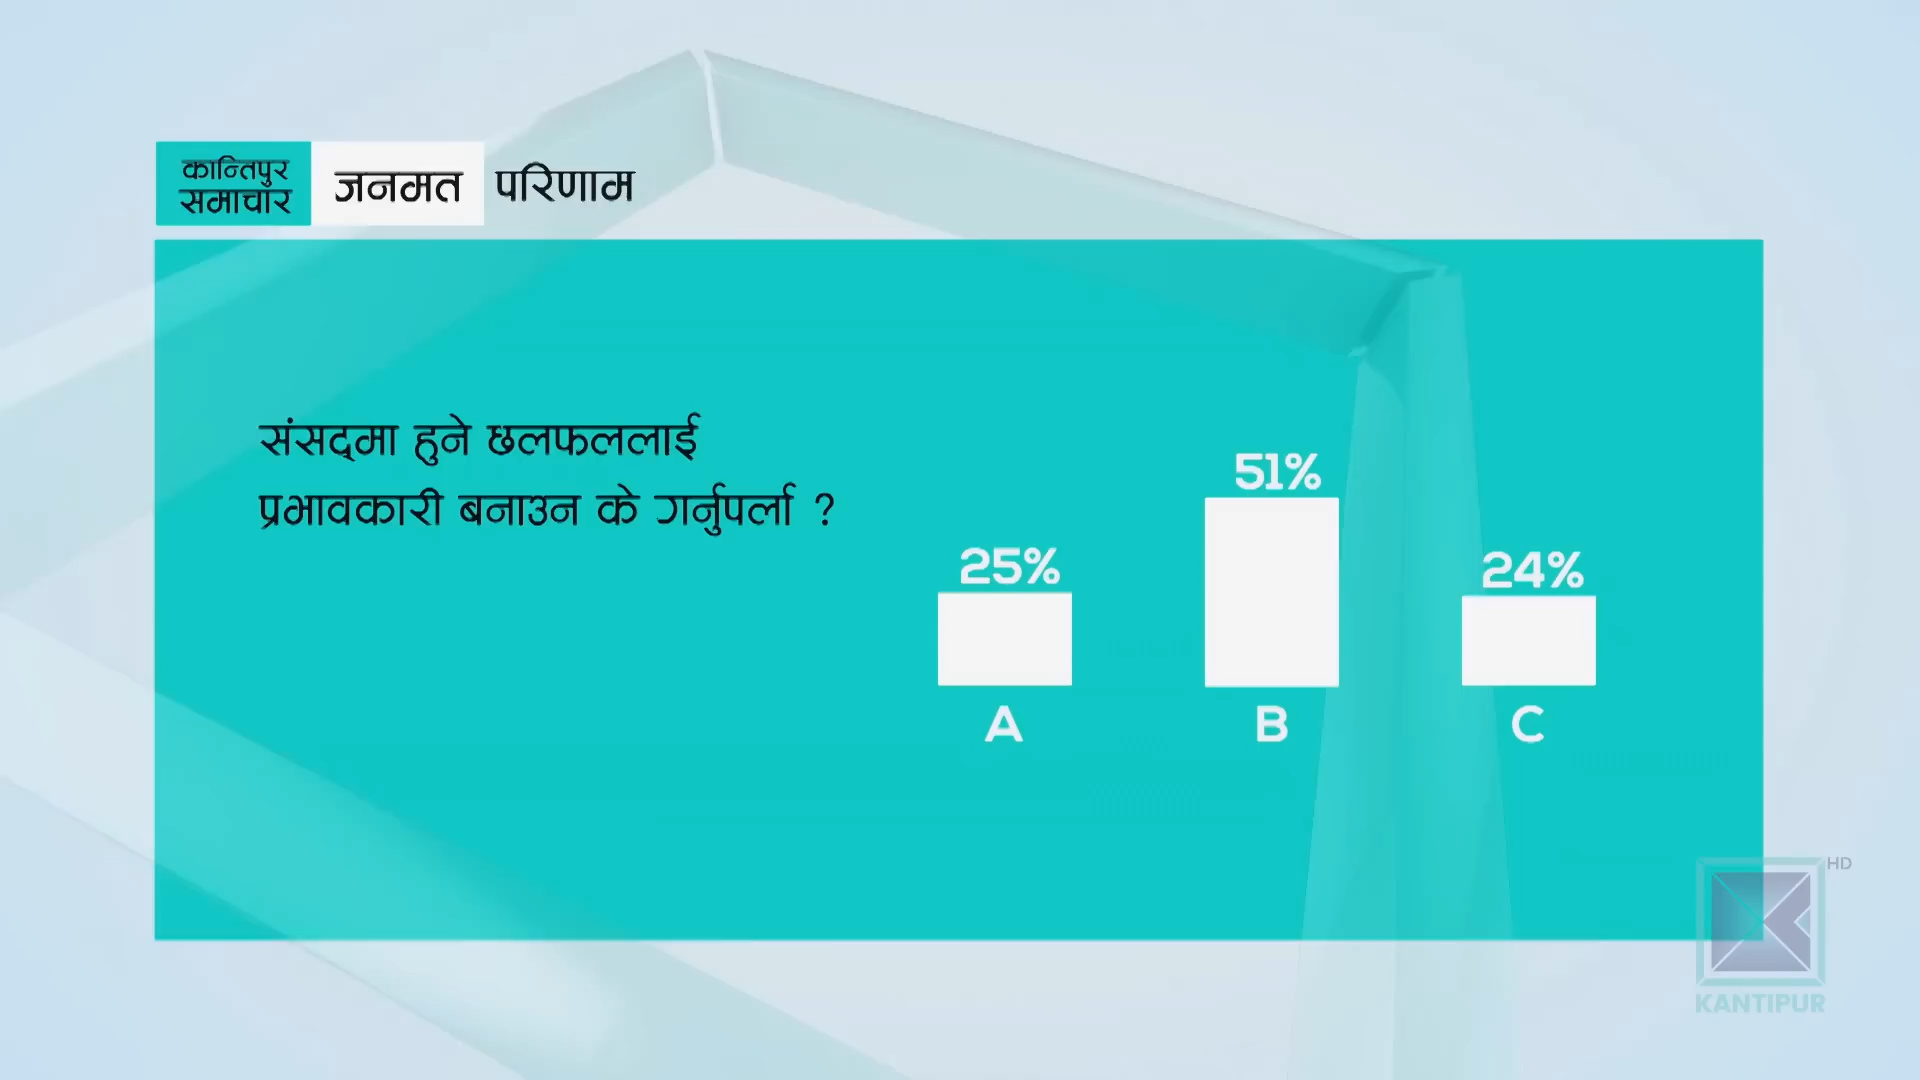 कान्तिपुर
समाचार
जनमत परिणाम
संसद्मा हुने छलफललाई
प्रभावकारी बनाउन के गर्नुपर्ला ?
25% 51% 24%
A B C
HD
KANTIPUR